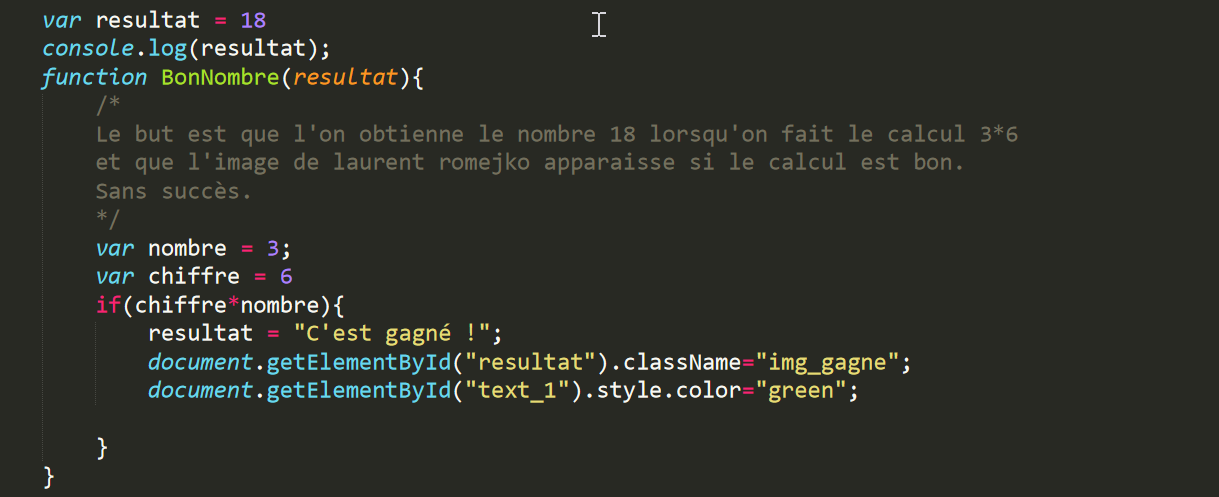 var resultat = 18
console.log(resultat);
function BonNombre(resultat){
/*
Le but est que l'on obtienne le nombre 18 lorsqu'on fait le calcul 3*6
et que l'image de laurent romejko apparaisse si le calcul est bon.
Sans succès.
*/
var nombre = 3;
var chiffre = 6
if(chiffre*nombre){
resultat = "C'est gagné !";
document.getElementById("resultat").className="img_gagne";
document.getElementById("text_1").style.color="green";
}
}